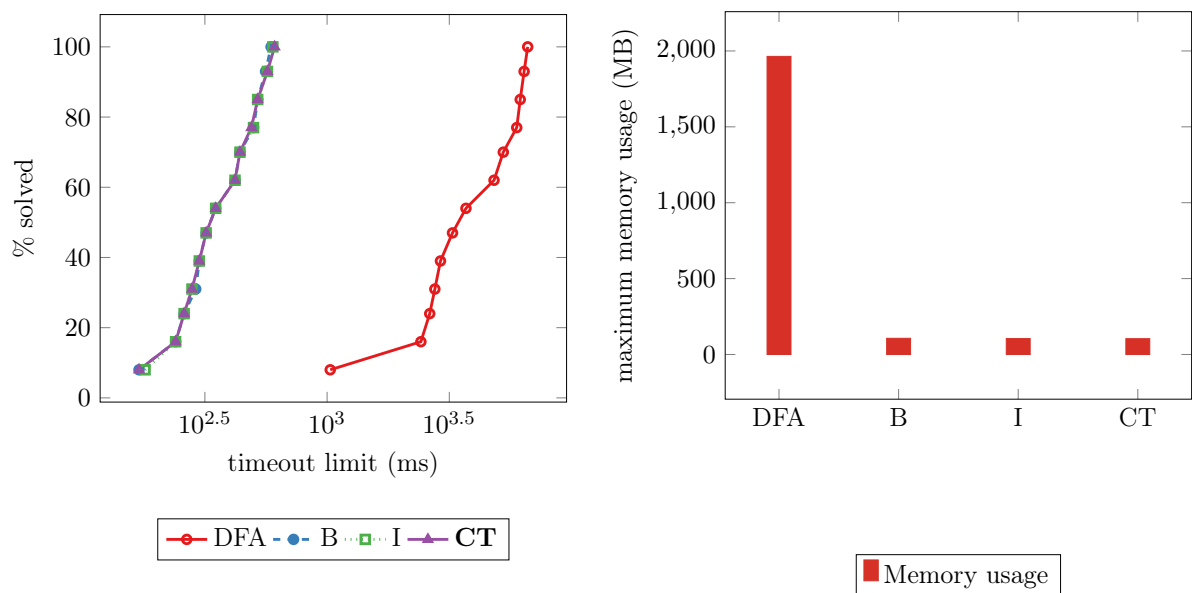 % solved
100
80
60
40
20
0
10^2.5 10^3 10^3.5
timeout limit (ms)
DFA B I CT
maximum memory usage (MB)
2,000
1,500
1,000
500
0
DFA B I CT
Memory usage